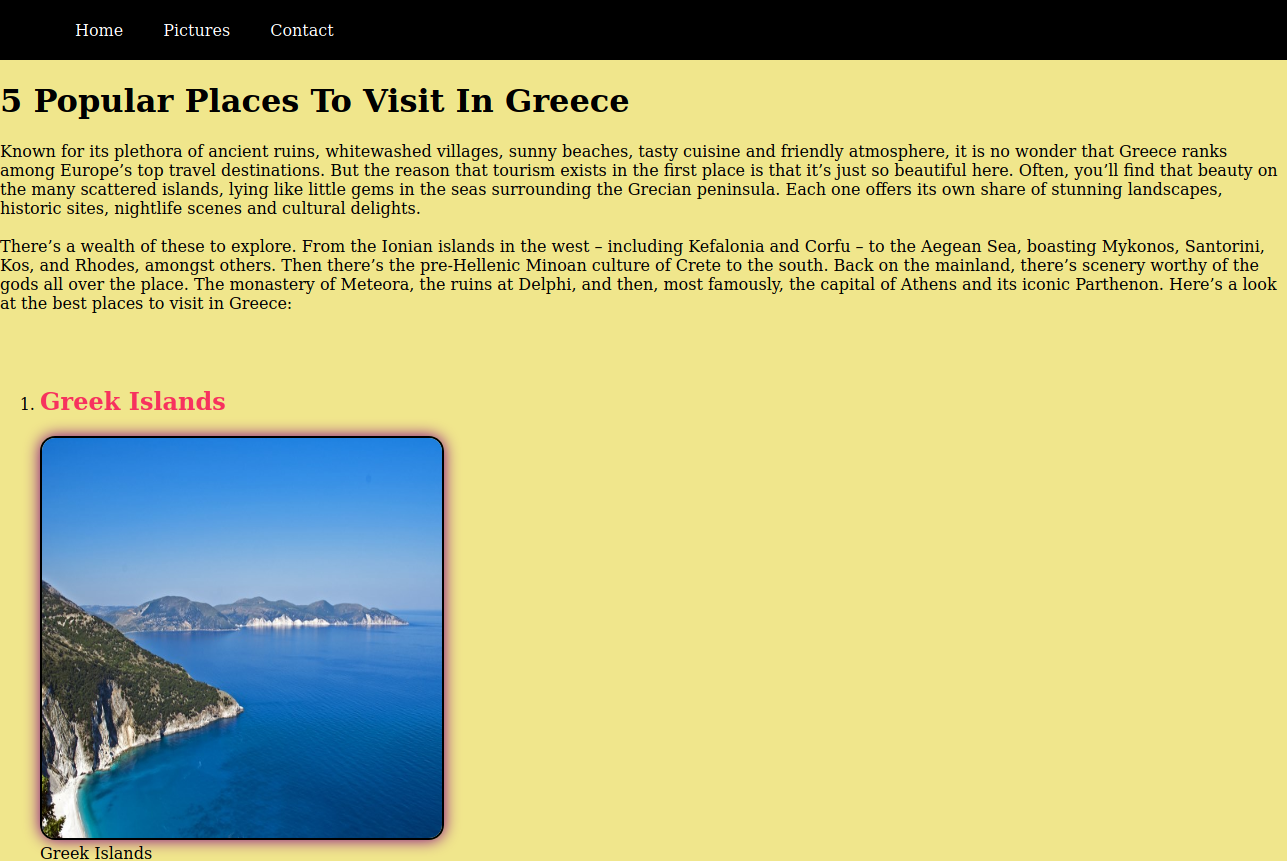 Home Pictures Contact
5 Popular Places To Visit In Greece
Known for its plethora of ancient ruins, whitewashed villages, sunny beaches, tasty cuisine and friendly atmosphere, it is no wonder that Greece ranks
among Europe’s top travel destinations. But the reason that tourism exists in the first place is that it’s just so beautiful here. Often, you’ll find that beauty on
the many scattered islands, lying like little gems in the seas surrounding the Grecian peninsula. Each one offers its own share of stunning landscapes,
historic sites, nightlife scenes and cultural delights.
There’s a wealth of these to explore. From the Ionian islands in the west – including Kefalonia and Corfu – to the Aegean Sea, boasting Mykonos, Santorini,
Kos, and Rhodes, amongst others. Then there’s the pre-Hellenic Minoan culture of Crete to the south. Back on the mainland, there’s scenery worthy of the
gods all over the place. The monastery of Meteora, the ruins at Delphi, and then, most famously, the capital of Athens and its iconic Parthenon. Here’s a look
at the best places to visit in Greece:
1. Greek Islands
Greek Islands